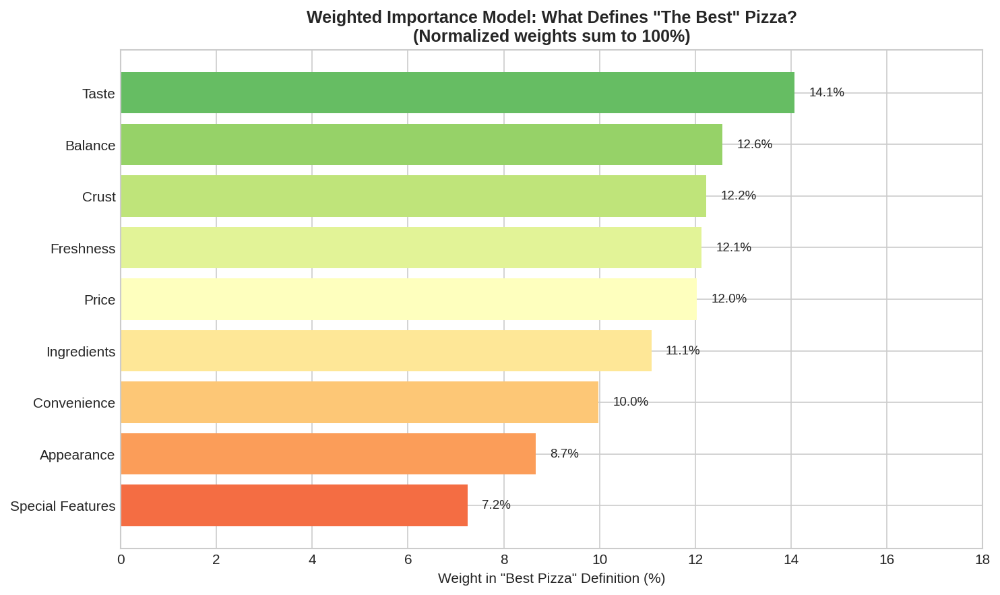 Weighted Importance Model: What Defines "The Best" Pizza?
(Normalized weights sum to 100%)
Taste
14.1%
Balance
12.6%
Crust
12.2%
Freshness
12.1%
Price
12.0%
Ingredients
11.1%
Convenience
10.0%
Appearance
8.7%
Special Features
7.2%
0 2 4 6 8 10 12 14 16 18
Weight in "Best Pizza" Definition (%)